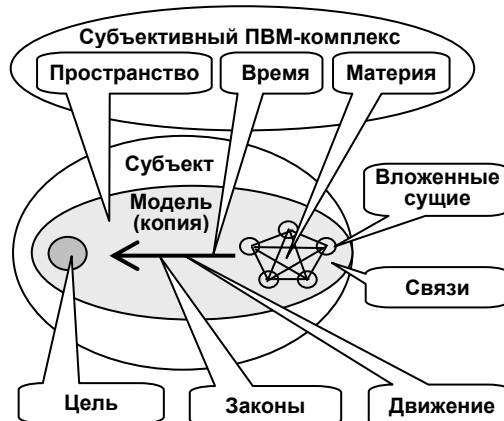 Субъективный ПВМ-комплекс
Пространство
Время
Материя
Субъект
Модель
(копия)
Вложенные
сущие
Связи
Цель
Законы
Движение